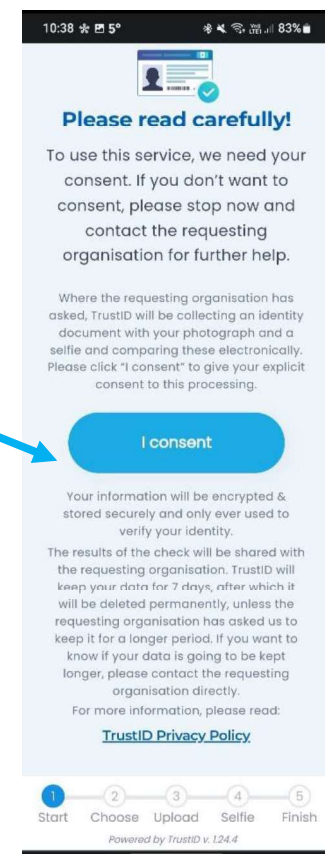 10:38 5° 83%
Please read carefully!
To use this service, we need your
consent. If you don't want to
consent, please stop now and
contact the requesting
organisation for further help.
Where the requesting organisation has
asked, TrustID will be collecting an identity
document with your photograph and a
selfie and comparing these electronically.
Please click "I consent" to give your explicit
consent to this processing.
I consent
Your information will be encrypted &
stored securely and only ever used to
verify your identity.
The results of the check will be shared with
the requesting organisation. TrustID will
keep your data for 7 days, after which it
will be deleted permanently, unless the
requesting organisation has asked us to
keep it for a longer period. If you want to
know if your data is going to be kept
longer, please contact the requesting
organisation directly.
For more information, please read:
TrustID Privacy Policy
1 2 3 4 5
Start Choose Upload Selfie Finish
Powered by TrustID v. 1.24.4